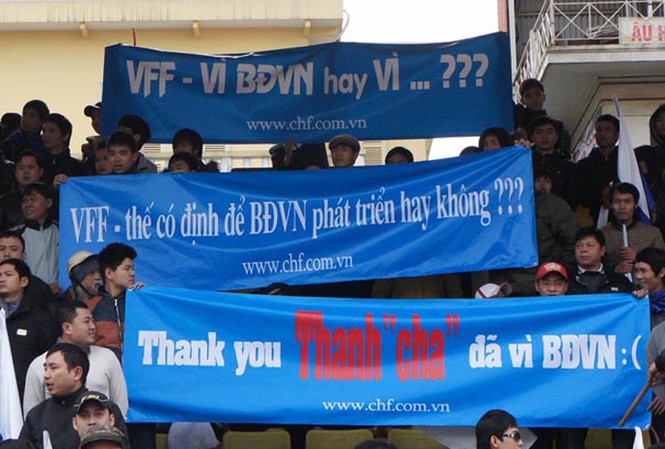 ÂU H
VFF - VÌ BĐVN hay VÌ ... ???
www.chf.com.vn
VFF - thế có định để BĐVN phát triển hay không ???
www.chf.com.vn
Thank you Thanh "cha" đã vì BĐVN :(
www.chf.com.vn